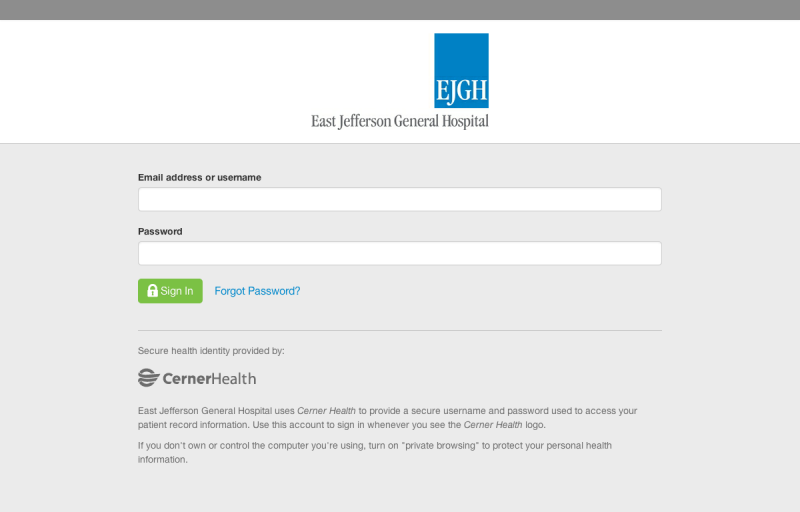 EJGH
East Jefferson General Hospital
Email address or username
Password
Sign In
Forgot Password?
Secure health identity provided by:
CernerHealth
East Jefferson General Hospital uses Cerner Health to provide a secure username and password used to access your
patient record information. Use this account to sign in whenever you see the Cerner Health logo.
If you don't own or control the computer you're using, turn on "private browsing" to protect your personal health
information.